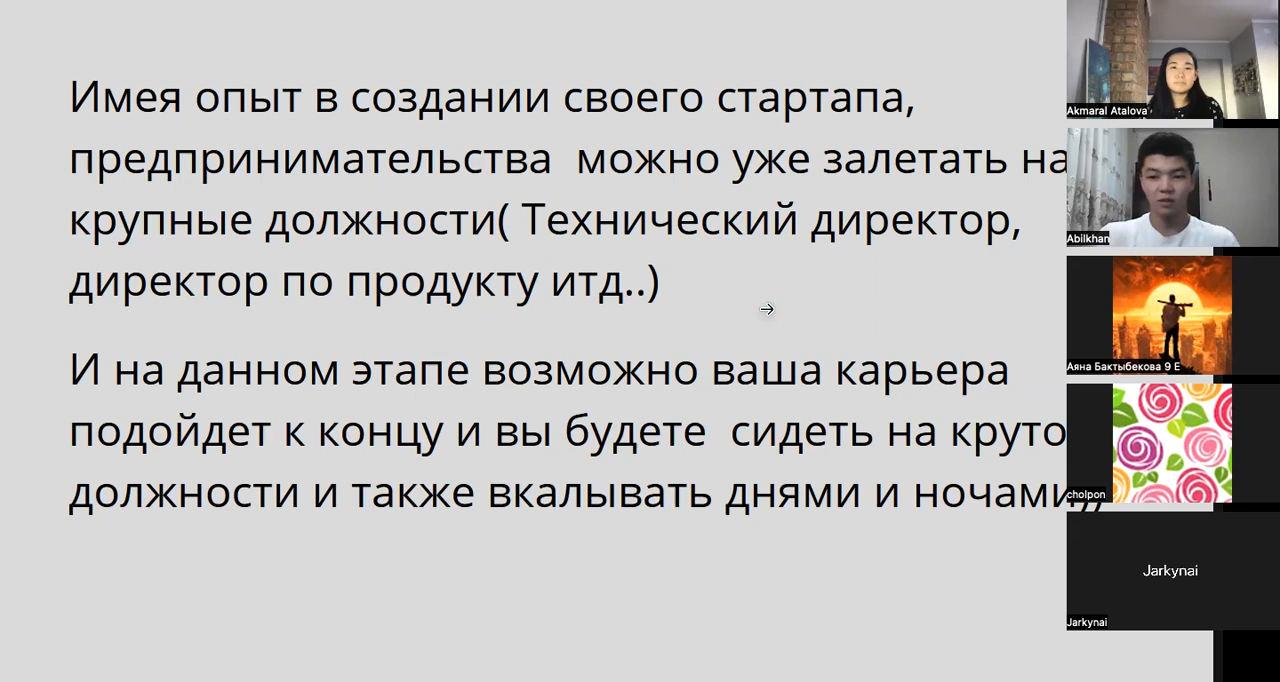 Имея опыт в создании своего стартапа,
предпринимательства  можно уже залетать на
крупные должности( Технический директор,
директор по продукту итд..)
И на данном этапе возможно ваша карьера
подойдет к концу и вы будете  сидеть на круто
должности и также вкалывать днями и ночами))
Akmaral Atalova
Abilkhan
Аяна Бактыбекова 9 Е
cholpon
Jarkynai
Jarkynai